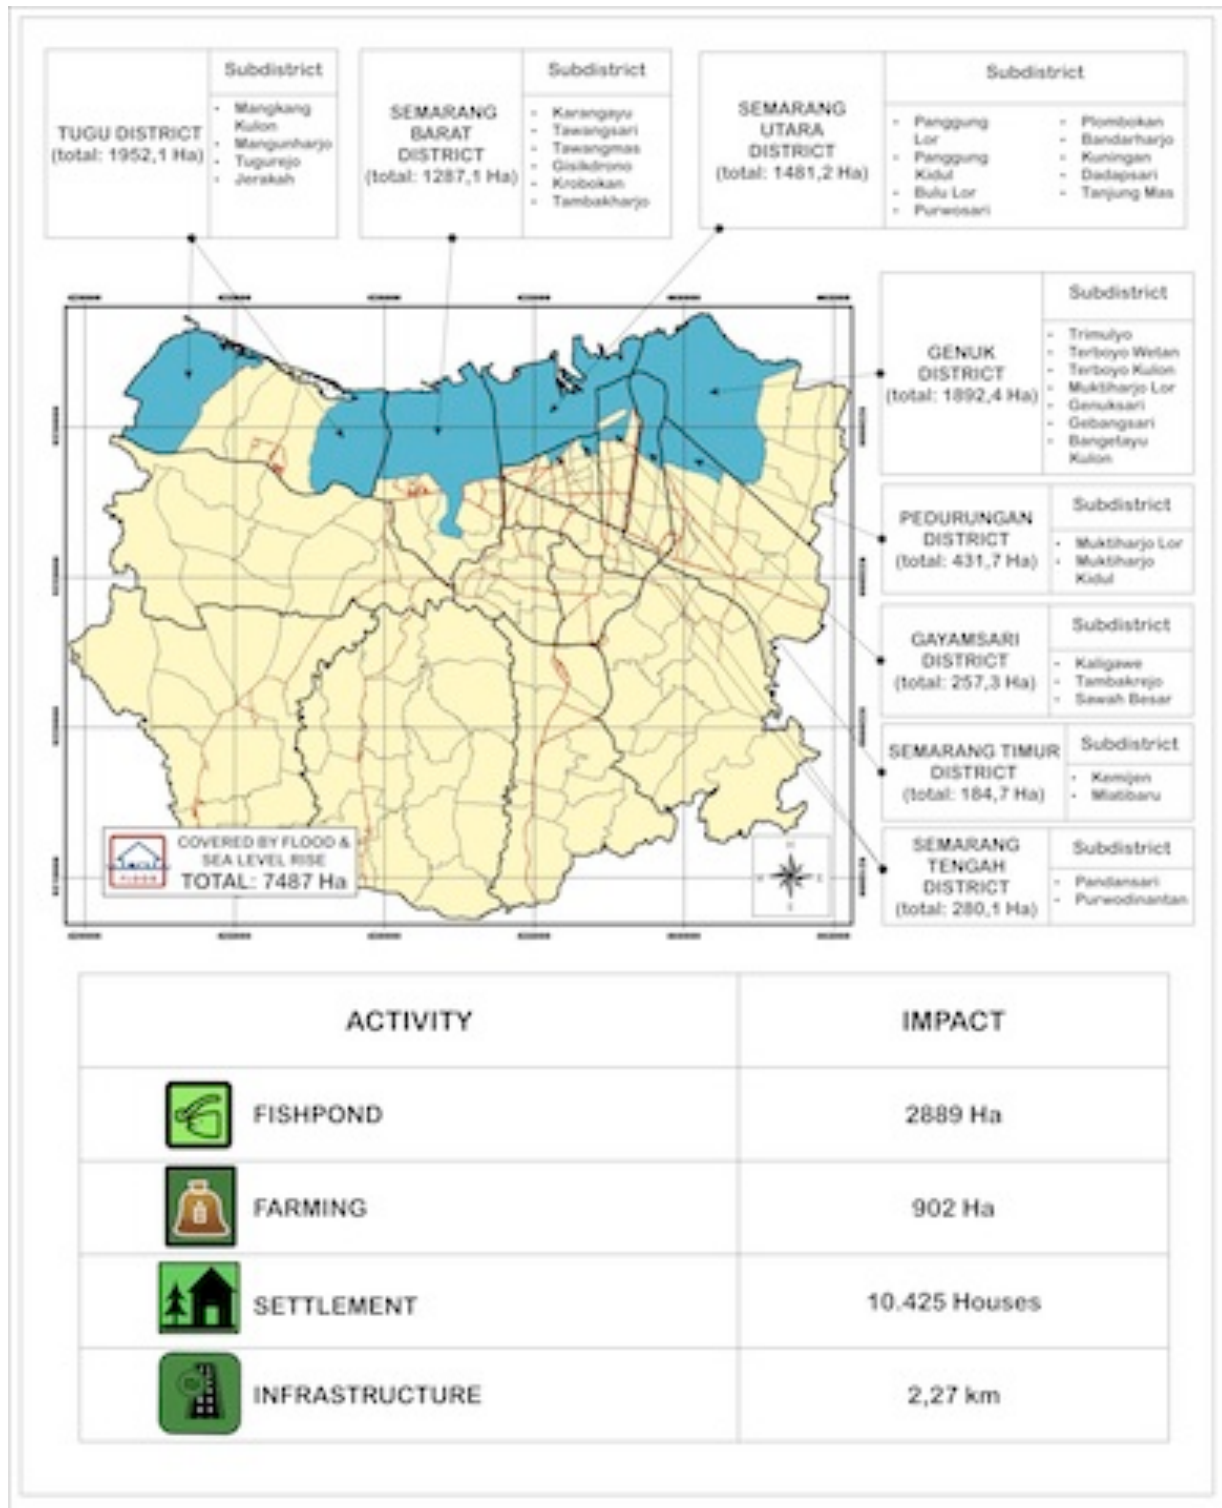 Subdistrict
TUGU DISTRICT
(total: 1952,1 Ha)
- Mangkang
Kulon
- Mangunharjo
- Tugurejo
- Jerakah
Subdistrict
SEMARANG
BARAT
DISTRICT
(total: 1287,1 Ha)
- Karangayu
- Tawangsari
- Tawangmas
- Gisikdrono
- Krobokan
- Tambakharjo
Subdistrict
SEMARANG
UTARA
DISTRICT
(total: 1481,2 Ha)
- Panggung
Lor
- Panggung
Kidul
- Bulu Lor
- Purwosari
- Plombokan
- Bandarharjo
- Kuningan
- Dadapsari
- Tanjung Mas
Subdistrict
GENUK
DISTRICT
(total: 1892,4 Ha)
- Trimulyo
- Terboyo Wetan
- Terboyo Kulon
- Muktiharjo Lor
- Genuksari
- Gebangsari
- Bangetayu
Kulon
Subdistrict
PEDURUNGAN
DISTRICT
(total: 431,7 Ha)
- Muktiharjo Lor
- Muktiharjo
Kidul
Subdistrict
GAYAMSARI
DISTRICT
(total: 257,3 Ha)
- Kaligawe
- Tambakrejo
- Sawah Besar
Subdistrict
SEMARANG TIMUR
DISTRICT
(total: 184,7 Ha)
- Kemijen
- Mlatibaru
Subdistrict
SEMARANG
TENGAH
DISTRICT
(total: 280,1 Ha)
- Pandansari
- Purwodinantan
FLOOD
COVERED BY FLOOD &
SEA LEVEL RISE
TOTAL: 7487 Ha
ACTIVITY IMPACT
FISHPOND 2889 Ha
FARMING 902 Ha
SETTLEMENT 10.425 Houses
INFRASTRUCTURE 2,27 km